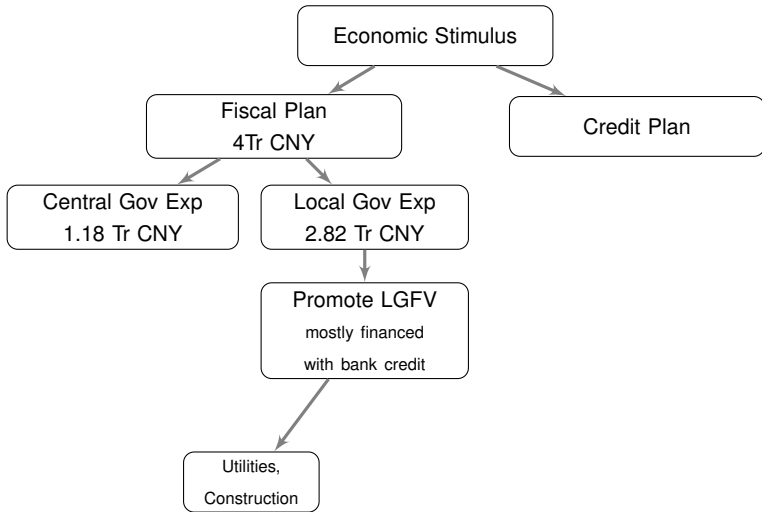 Economic Stimulus
Fiscal Plan
4Tr CNY
Credit Plan
Central Gov Exp
1.18 Tr CNY
Local Gov Exp
2.82 Tr CNY
Promote LGFV
mostly financed
with bank credit
Utilities,
Construction